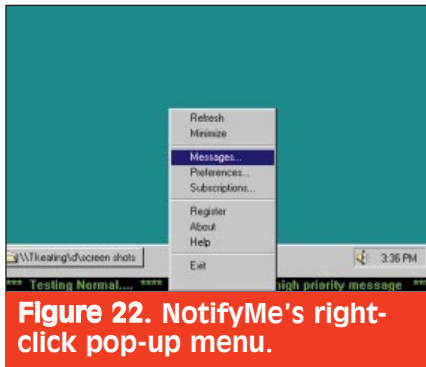 Refresh
Minimize
Messages...
Preferences...
Subscriptions...
Register
About
Help
Exit
\\Tkeating\d\screen shots
3:36 PM
*** Testing Normal.... ****
high priority message **
Figure 22. NotifyMe's right-
click pop-up menu.